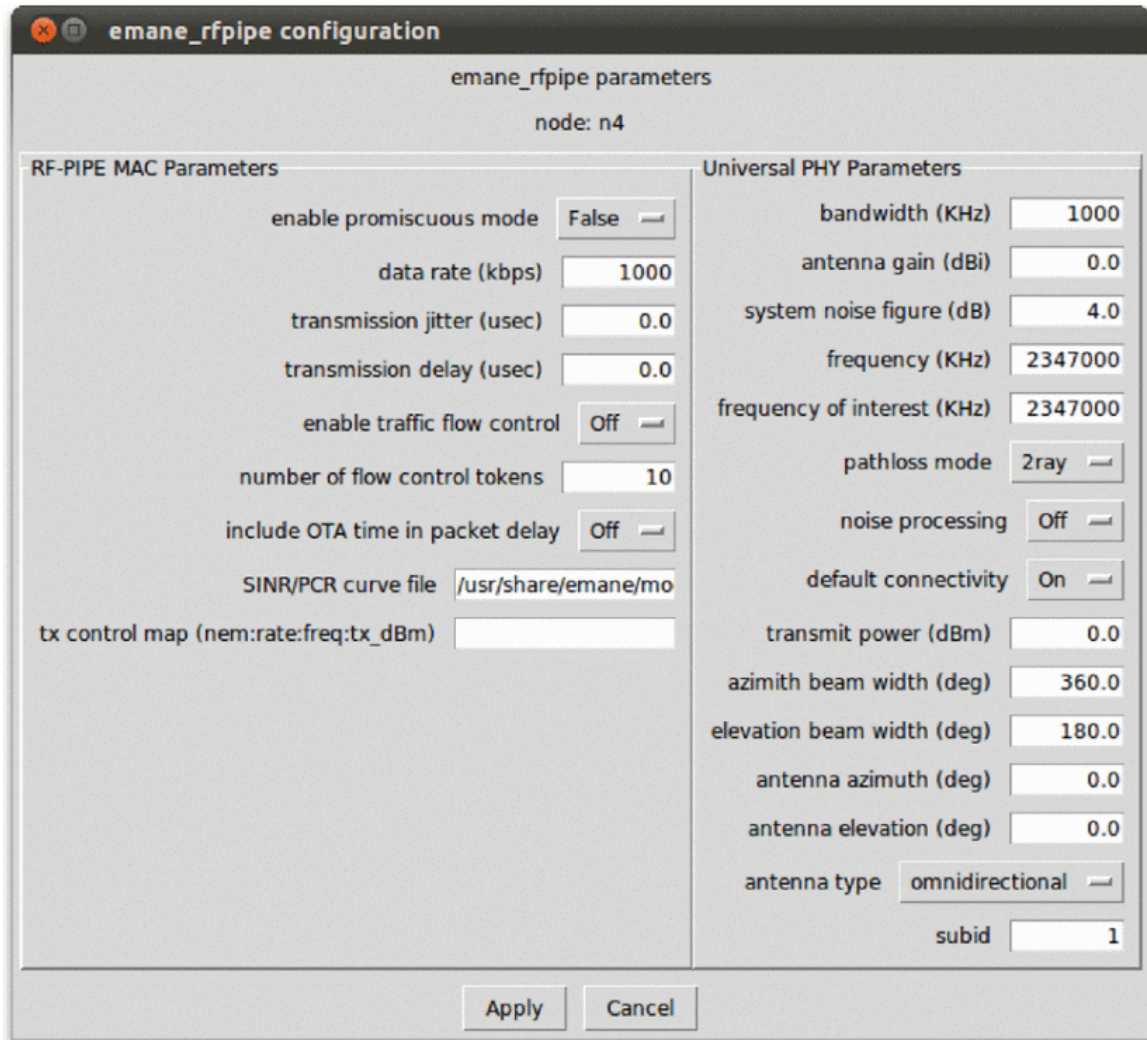 emane_rfpipe configuration
emane_rfpipe parameters
node: n4
RF-PIPE MAC Parameters
enable promiscuous mode False
data rate (kbps) 1000
transmission jitter (usec) 0.0
transmission delay (usec) 0.0
enable traffic flow control Off
number of flow control tokens 10
include OTA time in packet delay Off
SINR/PCR curve file /usr/share/emane/mo
tx control map (nem:rate:freq:tx_dBm)
Universal PHY Parameters
bandwidth (KHz) 1000
antenna gain (dBi) 0.0
system noise figure (dB) 4.0
frequency (KHz) 2347000
frequency of interest (KHz) 2347000
pathloss mode 2ray
noise processing Off
default connectivity On
transmit power (dBm) 0.0
azimith beam width (deg) 360.0
elevation beam width (deg) 180.0
antenna azimuth (deg) 0.0
antenna elevation (deg) 0.0
antenna type omnidirectional
subid 1
Apply Cancel